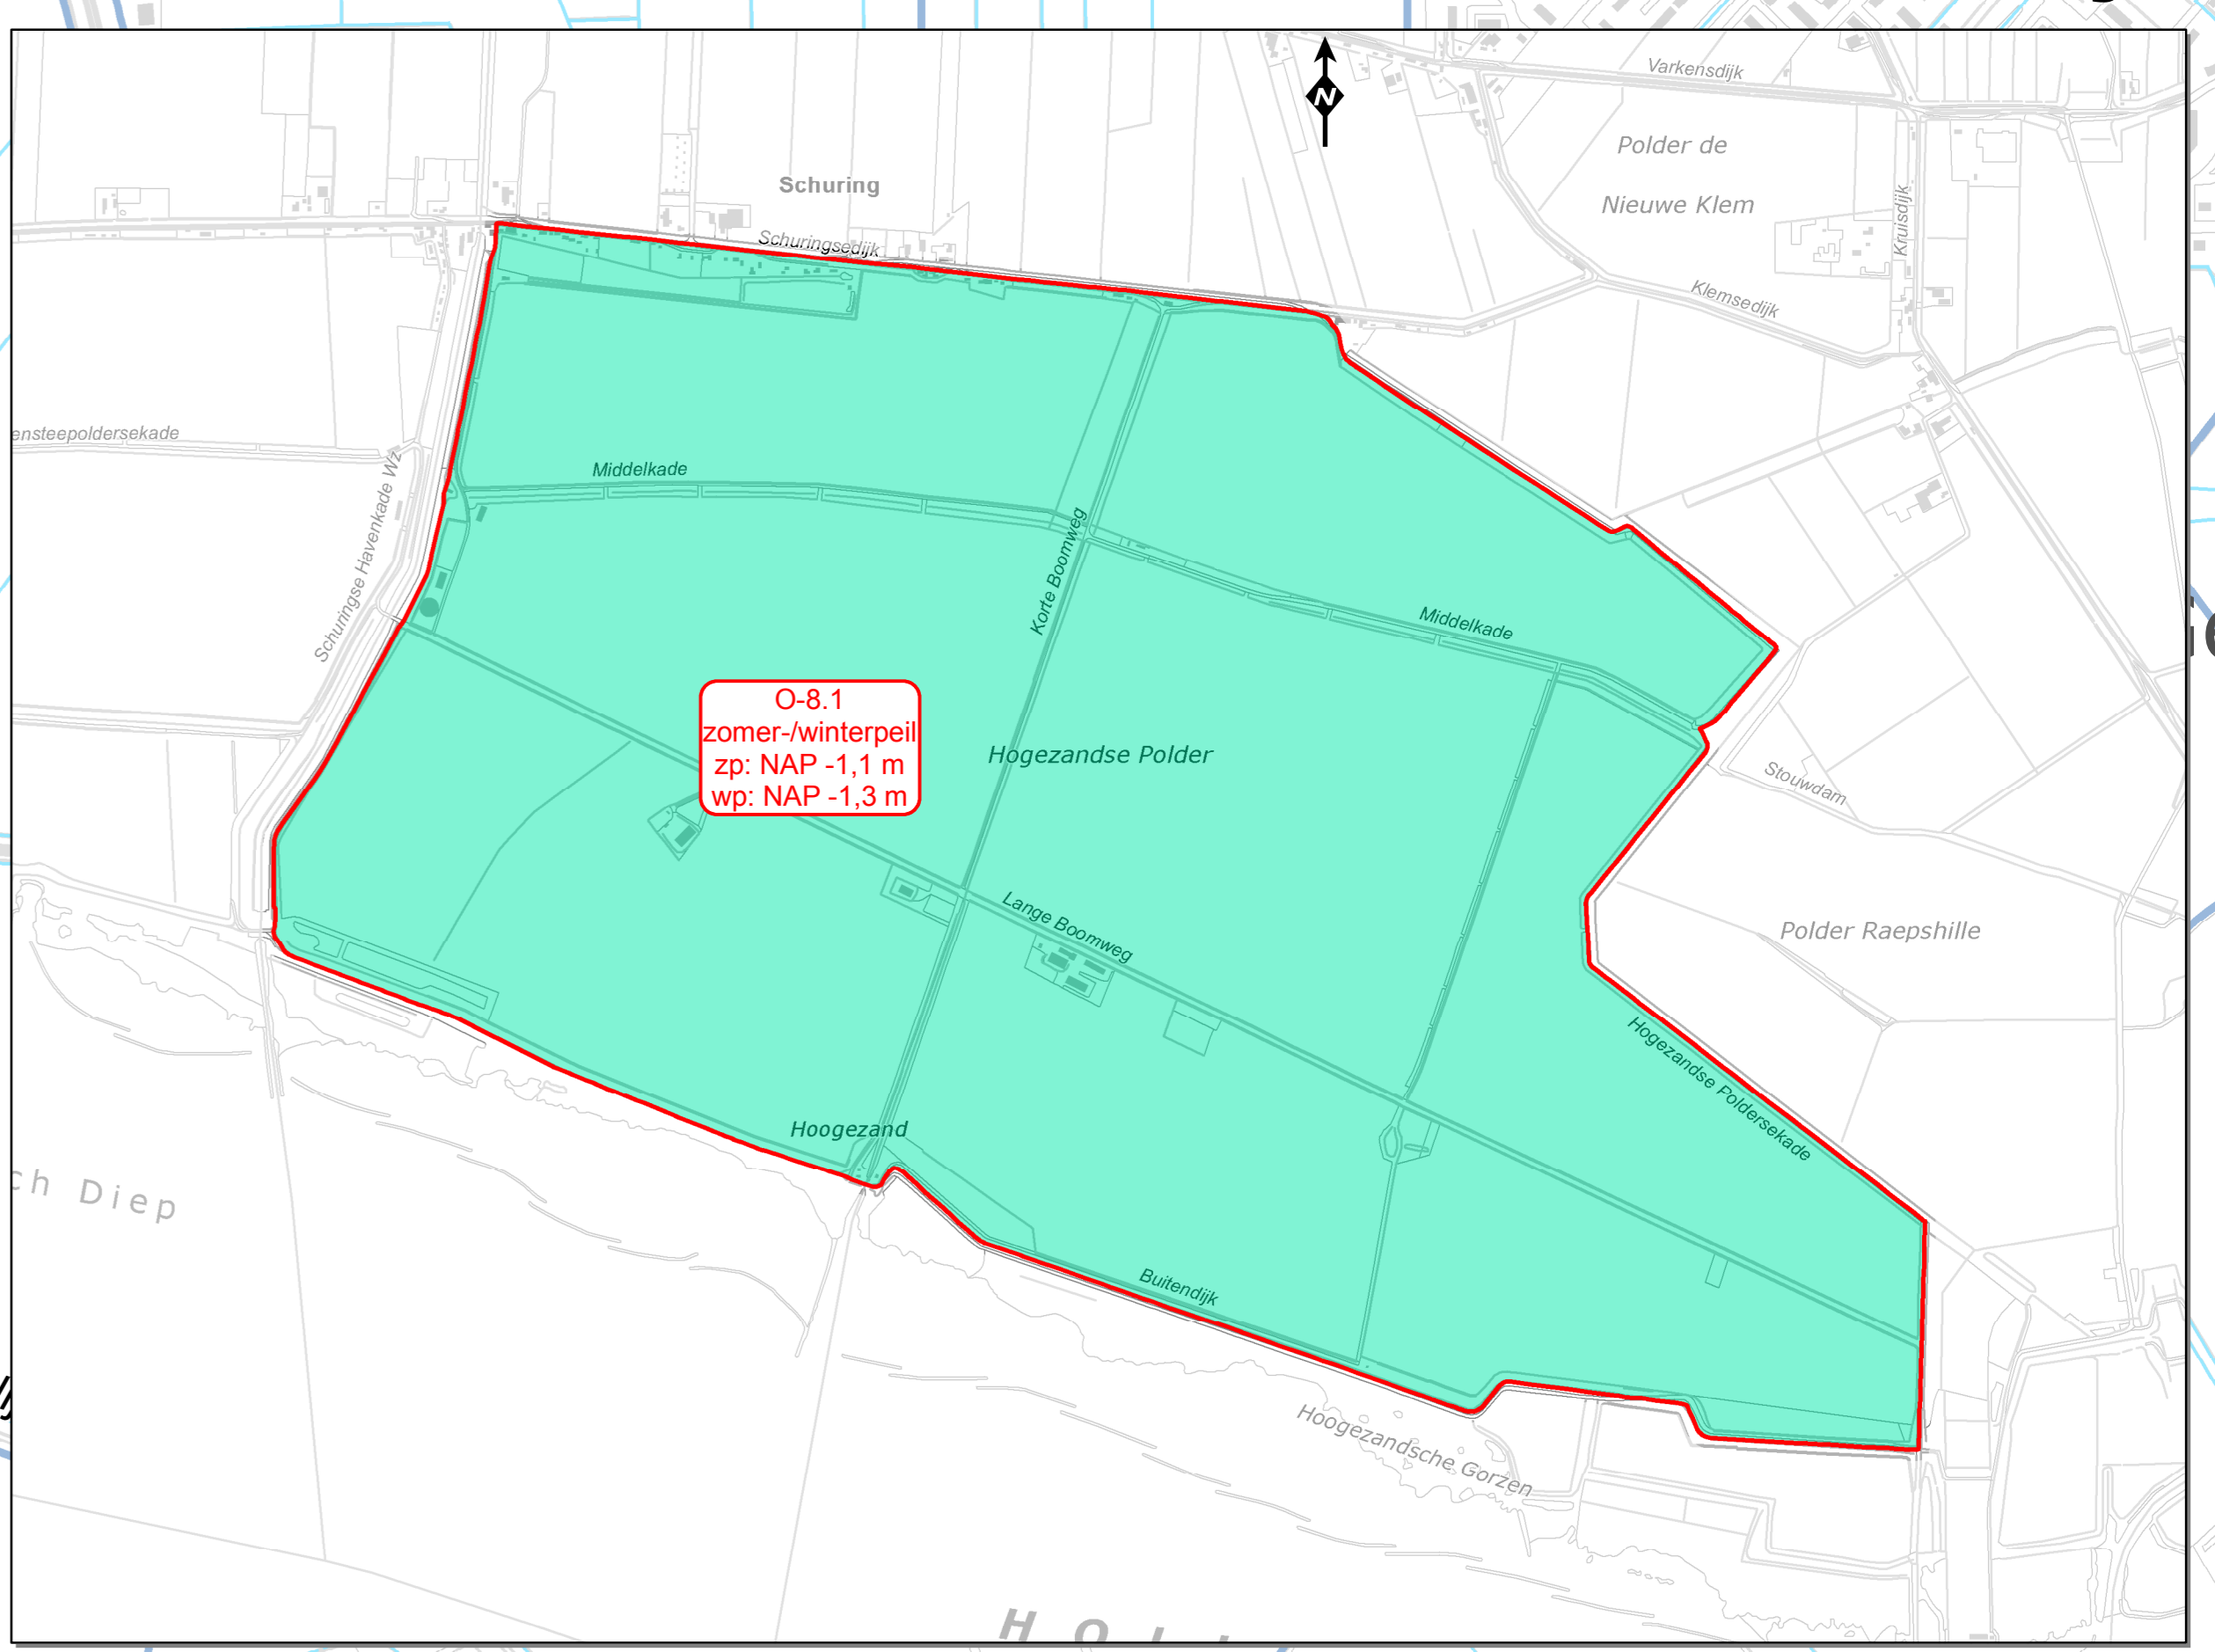 N
Varkensdijk
Polder de
Nieuwe Klem
Schuring
Kruisdijk
Schuringsedijk
Klemsedijk
ensteepoldersekade
Middelkade
Schuringse Havenkade Wz
Korte Boomweg
Middelkade
O-8.1
zomer-/winterpeil
zp: NAP -1,1 m
wp: NAP -1,3 m
Hogezandse Polder
Stouwdam
Lange Boomweg
Polder Raepshille
Hogezandse Poldersekade
Hoogezand
ch Diep
Buitendijk
Hoogezandsche Gorzen